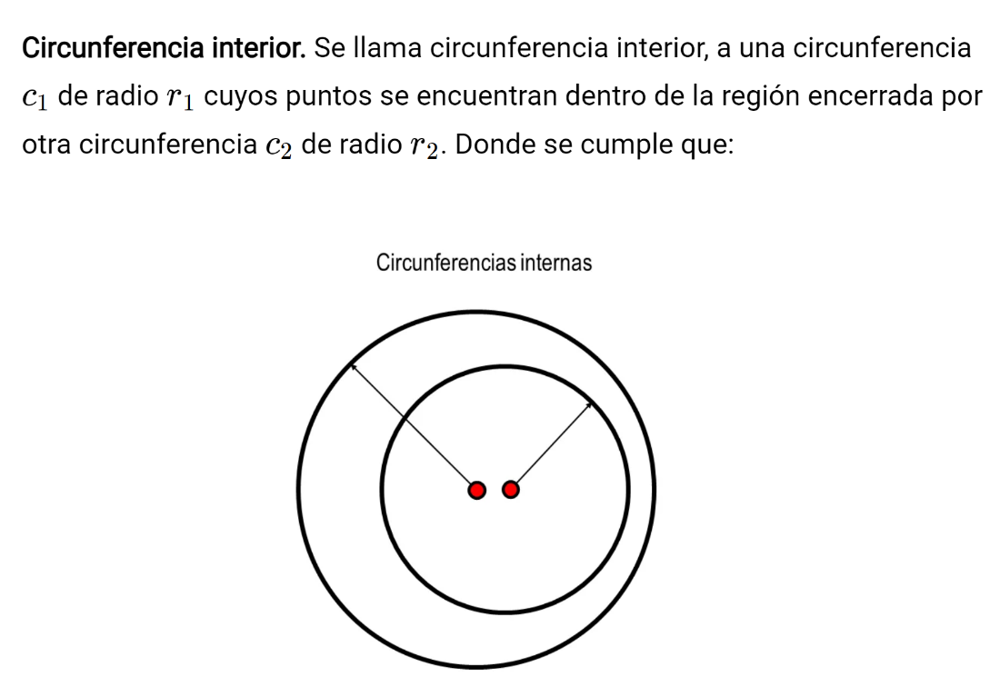 Circunferencia interior. Se llama circunferencia interior, a una circunferencia
c₁ de radio r₁ cuyos puntos se encuentran dentro de la región encerrada por
otra circunferencia c₂ de radio r₂. Donde se cumple que:
Circunferencias internas